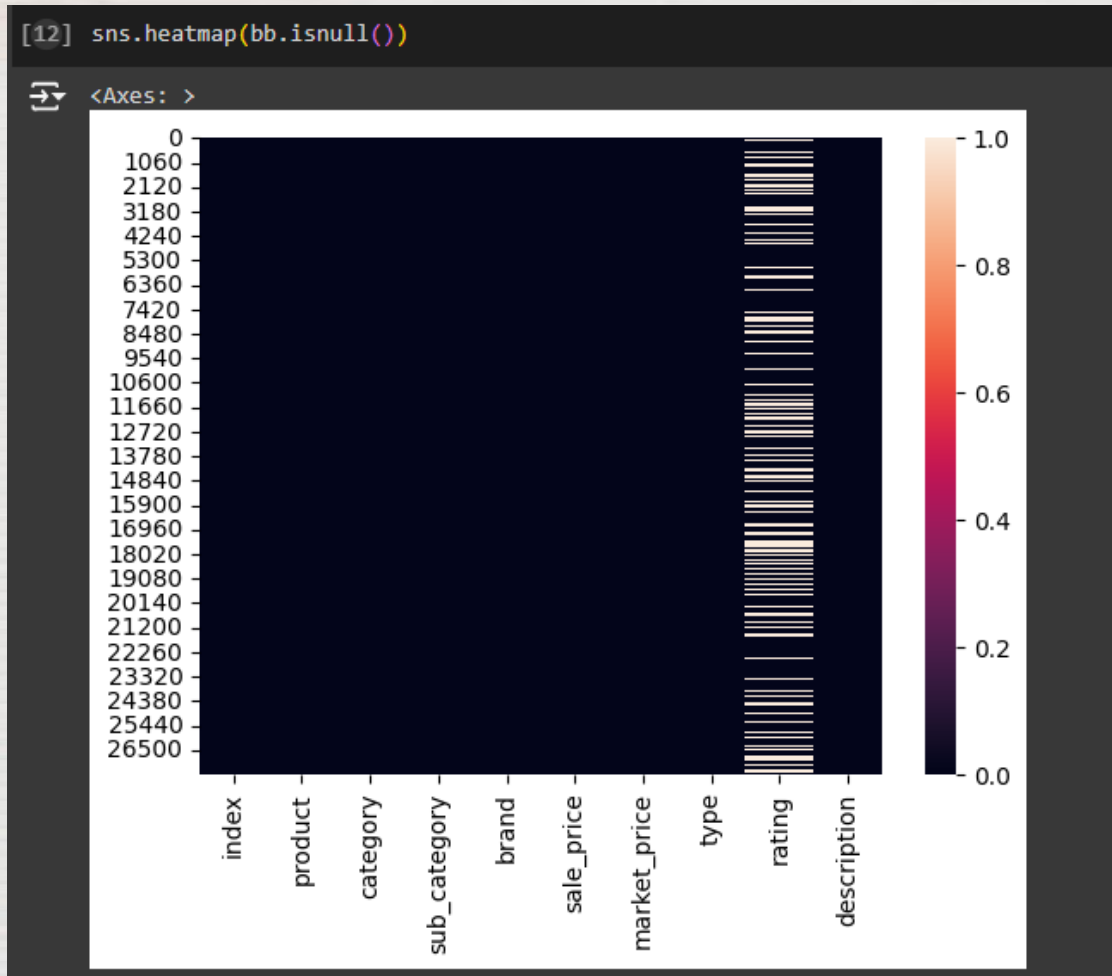 [12] sns.heatmap(bb.isnull())
<Axes: >
0
1060
2120
3180
4240
5300
6360
7420
8480
9540
10600
11660
12720
13780
14840
15900
16960
18020
19080
20140
21200
22260
23320
24380
25440
26500
1.0
0.8
0.6
0.4
0.2
0.0
index
product
category
sub_category
brand
sale_price
market_price
type
rating
description